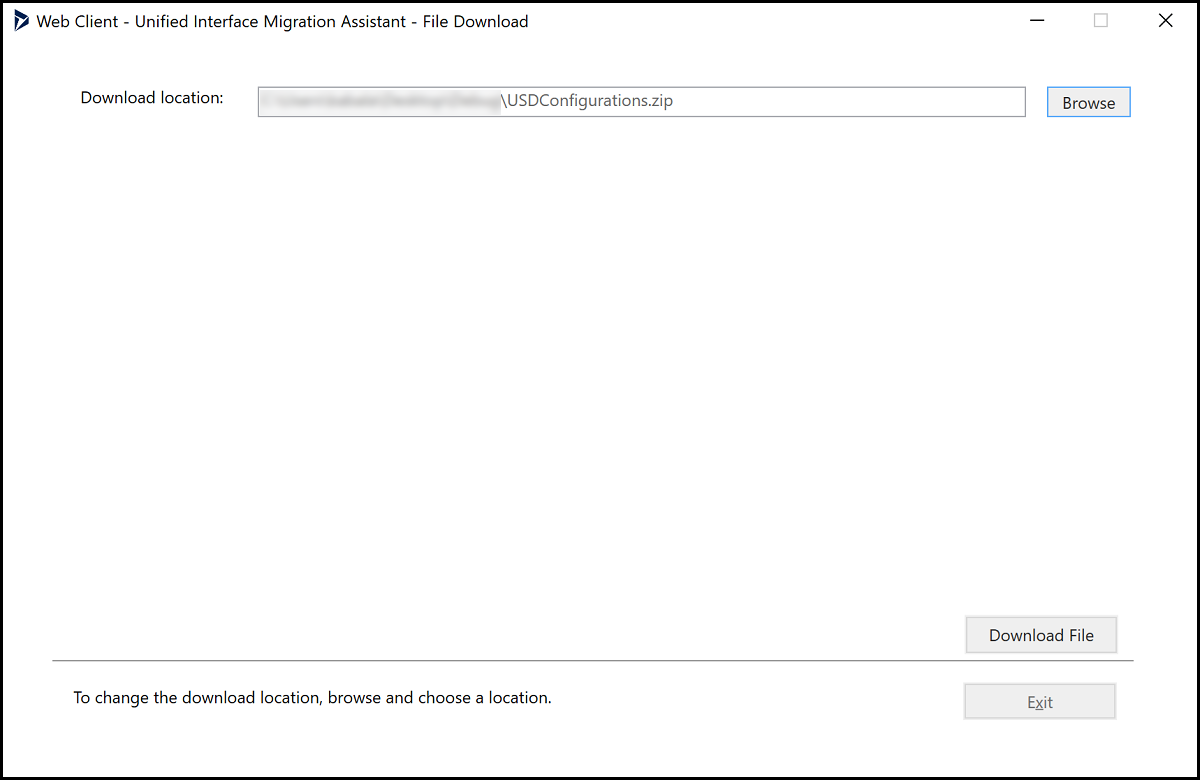 Web Client - Unified Interface Migration Assistant - File Download
Download location:
\USDConfigurations.zip
Browse
Download File
To change the download location, browse and choose a location.
Exit